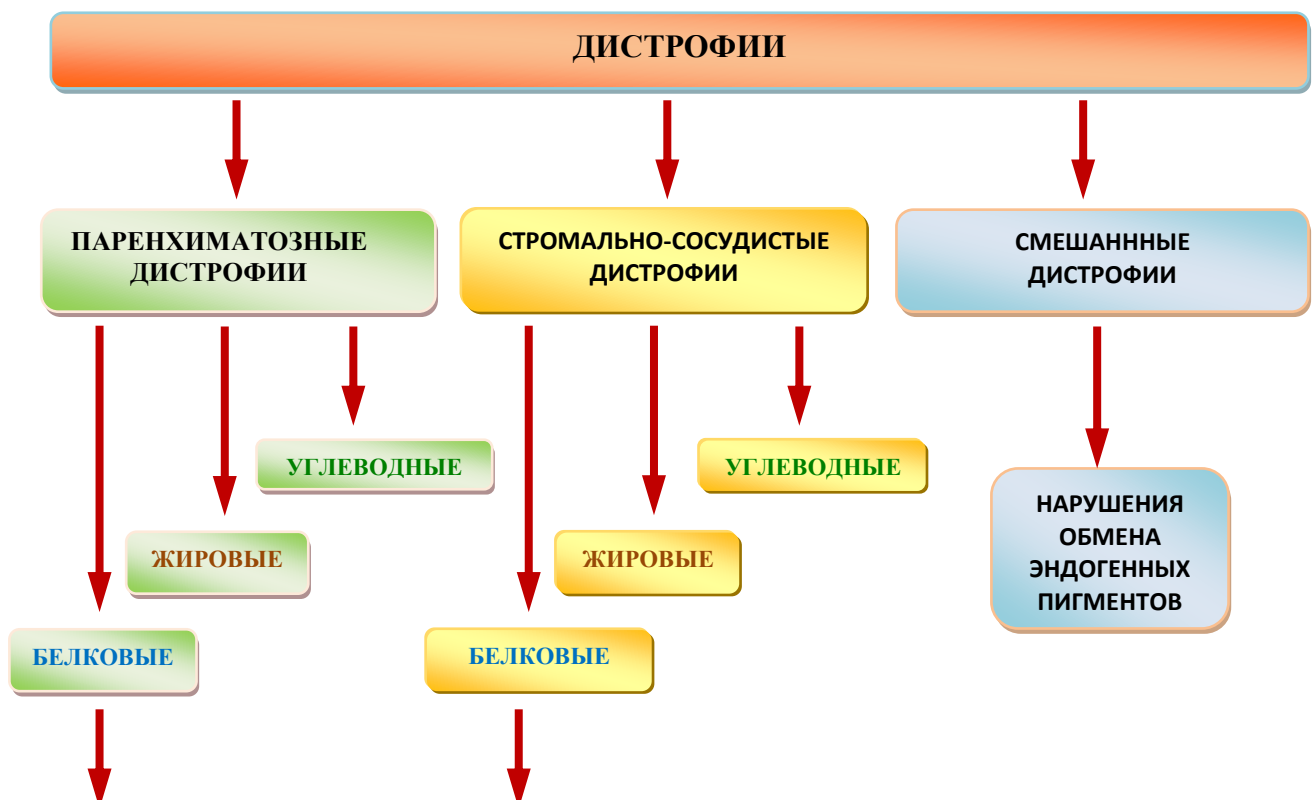 ДИСТРОФИИ
ПАРЕНХИМАТОЗНЫЕ
ДИСТРОФИИ
СТРОМАЛЬНО-СОСУДИСТЫЕ
ДИСТРОФИИ
СМЕШАНННЫЕ
ДИСТРОФИИ
УГЛЕВОДНЫЕ
УГЛЕВОДНЫЕ
НАРУШЕНИЯ
ОБМЕНА
ЭНДОГЕННЫХ
ПИГМЕНТОВ
ЖИРОВЫЕ
ЖИРОВЫЕ
БЕЛКОВЫЕ
БЕЛКОВЫЕ